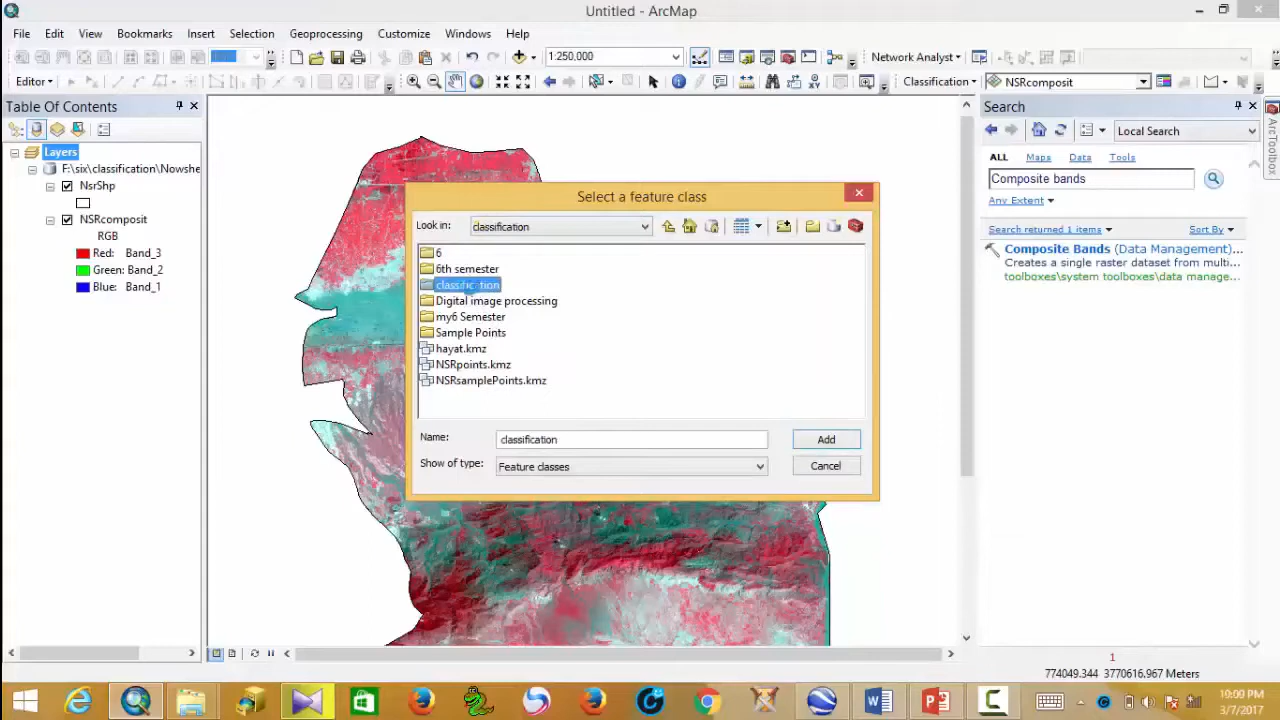 Untitled - ArcMap
File Edit View Bookmarks Insert Selection Geoprocessing Customize Windows Help
1:250,000 Network Analyst
Editor Classification NSRcomposit
Table Of Contents
Layers
F:\six\classification\Nowshe
NsrShp
NSRcomposit
RGB
Red: Band_3
Green: Band_2
Blue: Band_1
Select a feature class
Look in: classification
6
6th semester
classification
Digital image processing
my6 Semester
Sample Points
hayat.kmz
NSRpoints.kmz
NSRsamplePoints.kmz
Name: classification Add
Show of type: Feature classes Cancel
Search
Local Search
ALL Maps Data Tools
Composite bands
Any Extent
Search returned 1 items Sort By
Composite Bands (Data Management)...
Creates a single raster dataset from multi...
toolboxes\system toolboxes\data manage...
ArcToolbox
1
774049.344 3770616.967 Meters
10:00 PM
3/7/2017